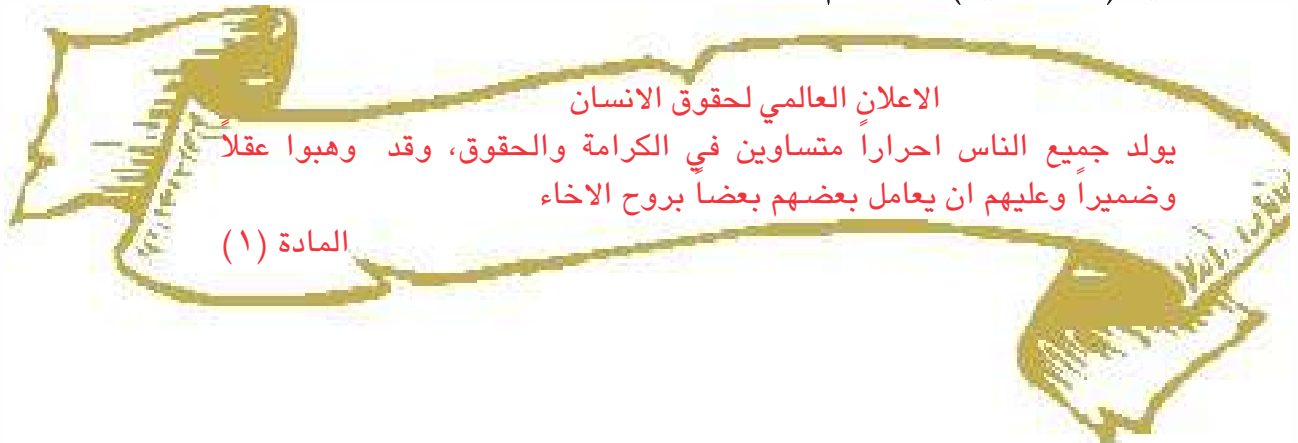 الاعلان العالمي لحقوق الانسان
يولد جميع الناس احراراً متساوين في الكرامة والحقوق، وقد وهبوا عقلاً
وضميراً وعليهم ان يعامل بعضهم بعضاً بروح الاخاء
المادة (١)